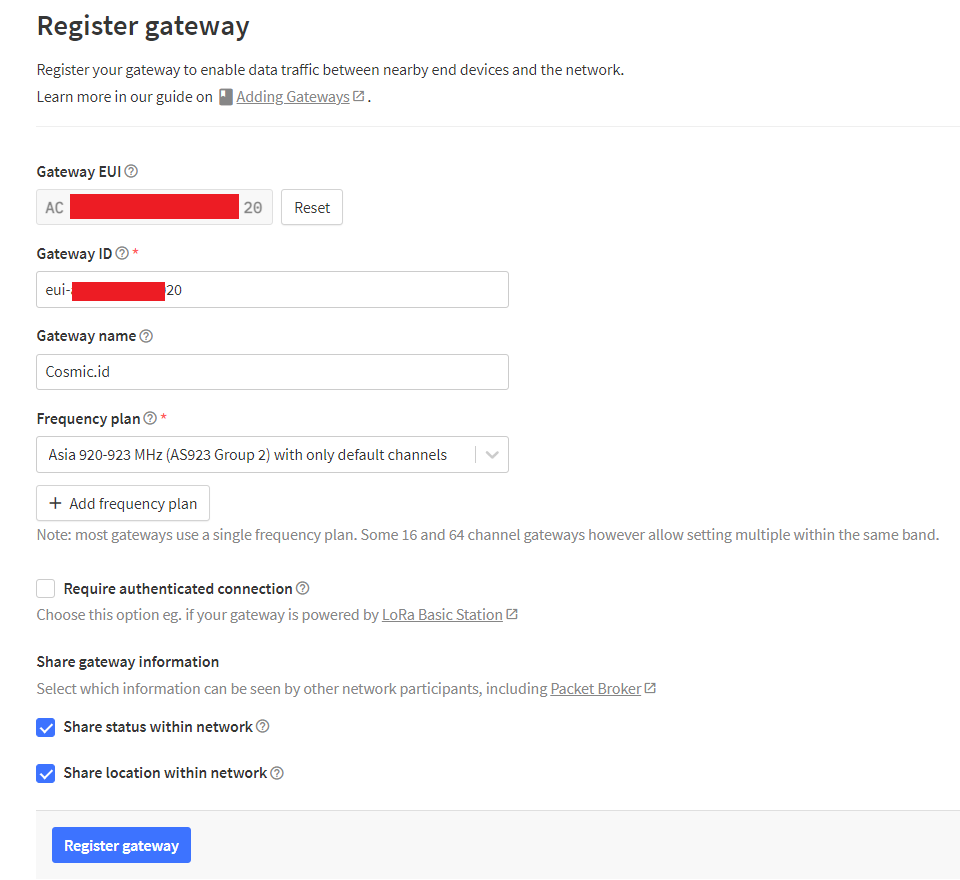 Register gateway
Register your gateway to enable data traffic between nearby end devices and the network.
Learn more in our guide on Adding Gateways.
Gateway EUI
AC 20 Reset
Gateway ID *
eui- 20
Gateway name
Cosmic.id
Frequency plan *
Asia 920-923 MHz (AS923 Group 2) with only default channels
+ Add frequency plan
Note: most gateways use a single frequency plan. Some 16 and 64 channel gateways however allow setting multiple within the same band.
Require authenticated connection
Choose this option eg. if your gateway is powered by LoRa Basic Station
Share gateway information
Select which information can be seen by other network participants, including Packet Broker
Share status within network
Share location within network
Register gateway